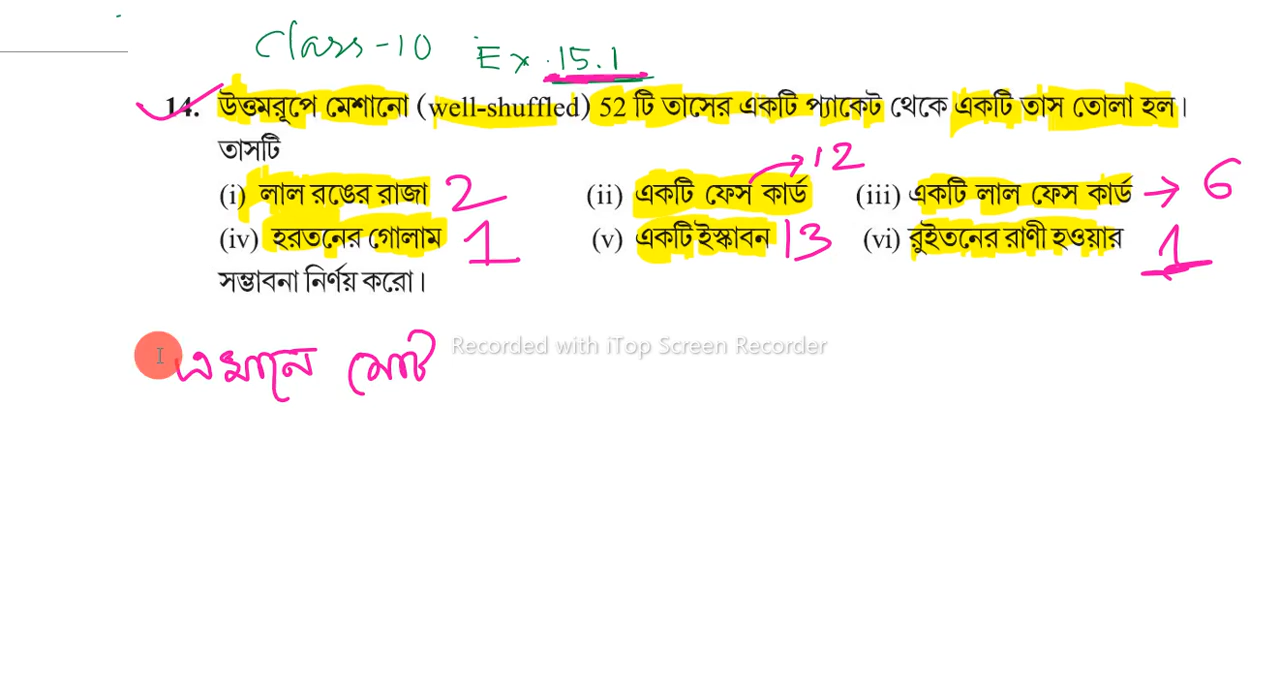 Class-10 Ex.15.1
14. উত্তমরূপে মেশানো (well-shuffled) 52 টি তাসের একটি প্যাকেট থেকে একটি তাস তোলা হল।
তাসটি
(i) লাল রঙের রাজা 2 (ii) একটি ফেস কার্ড →12 (iii) একটি লাল ফেস কার্ড → 6
(iv) হরতনের গোলাম 1 (v) একটি ইস্কাবন 13 (vi) রুইতনের রাণী হওয়ার 1
সম্ভাবনা নির্ণয় করো।
Recorded with iTop Screen Recorder
এখানে মোট